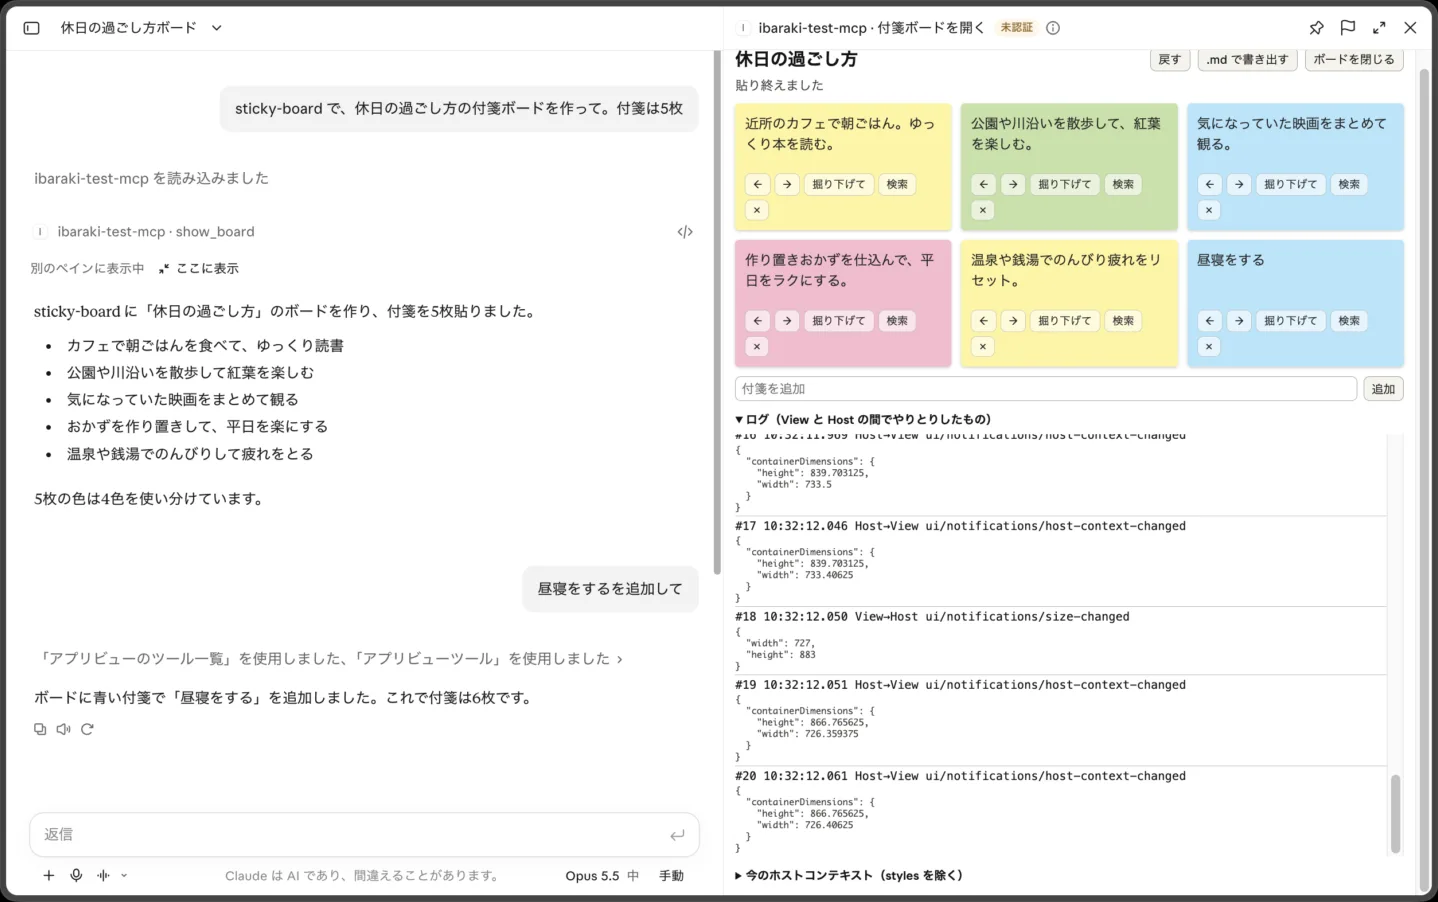 休日の過ごし方ボード
sticky-board で、休日の過ごし方の付箋ボードを作って。付箋は5枚
ibaraki-test-mcp を読み込みました
I ibaraki-test-mcp · show_board
別のペインに表示中 ここに表示
sticky-board に「休日の過ごし方」のボードを作り、付箋を5枚貼りました。
• カフェで朝ごはんを食べて、ゆっくり読書
• 公園や川沿いを散歩して紅葉を楽しむ
• 気になっていた映画をまとめて観る
• おかずを作り置きして、平日を楽にする
• 温泉や銭湯でのんびりして疲れをとる
5枚の色は4色を使い分けています。
昼寝をするを追加して
「アプリビューのツール一覧」を使用しました、「アプリビューツール」を使用しました ›
ボードに青い付箋で「昼寝をする」を追加しました。これで付箋は6枚です。
返信
Claude は AI であり、間違えることがあります。
Opus 5.5 中 手動
I ibaraki-test-mcp · 付箋ボードを開く 未認証
休日の過ごし方
戻す .md で書き出す ボードを閉じる
貼り終えました
近所のカフェで朝ごはん。ゆっ
くり本を読む。
← → 掘り下げて 検索
×
公園や川沿いを散歩して、紅葉
を楽しむ。
← → 掘り下げて 検索
×
気になっていた映画をまとめて
観る。
← → 掘り下げて 検索
×
作り置きおかずを仕込んで、平
日をラクにする。
← → 掘り下げて 検索
×
温泉や銭湯でのんびり疲れをリ
セット。
← → 掘り下げて 検索
×
昼寝をする
← → 掘り下げて 検索
×
付箋を追加 追加
▼ ログ（View と Host の間でやりとりしたもの）
#16 10:32:11.969 Host→View ui/notifications/host-context-changed
{
"containerDimensions": {
"height": 839.703125,
"width": 733.5
}
}
#17 10:32:12.046 Host→View ui/notifications/host-context-changed
{
"containerDimensions": {
"height": 839.703125,
"width": 733.40625
}
}
#18 10:32:12.050 View→Host ui/notifications/size-changed
{
"width": 727,
"height": 883
}
#19 10:32:12.051 Host→View ui/notifications/host-context-changed
{
"containerDimensions": {
"height": 866.765625,
"width": 726.359375
}
}
#20 10:32:12.061 Host→View ui/notifications/host-context-changed
{
"containerDimensions": {
"height": 866.765625,
"width": 726.40625
}
}
▶ 今のホストコンテキスト（styles を除く）